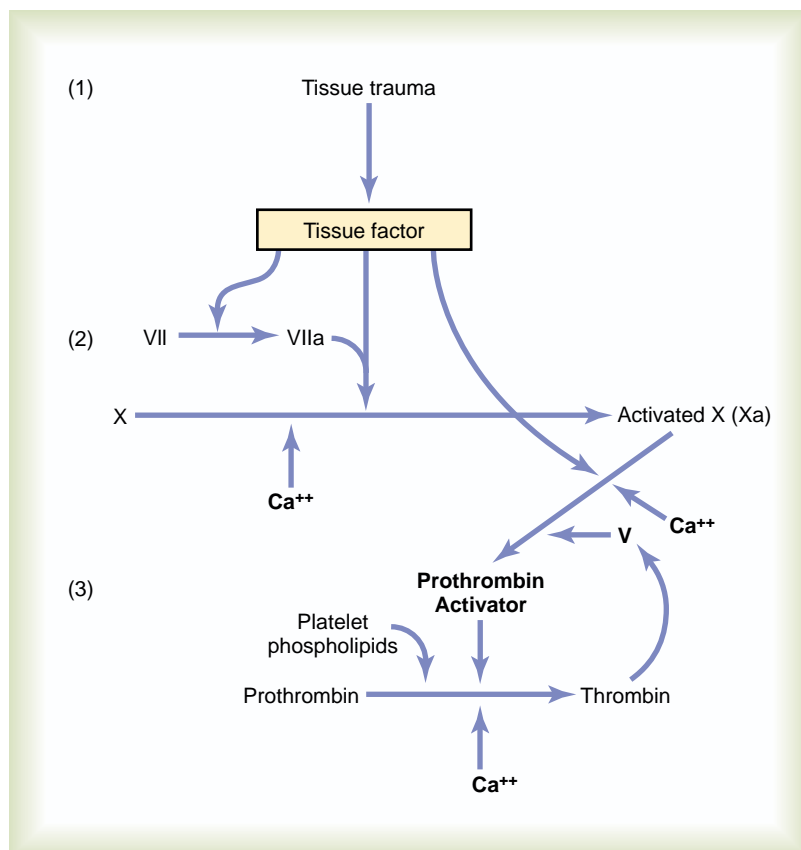 (1)
Tissue trauma
Tissue factor
(2)
VII
VIIa
X
Activated X (Xa)
Ca++
Ca++
V
(3)
Prothrombin
Activator
Platelet
phospholipids
Prothrombin
Thrombin
Ca++